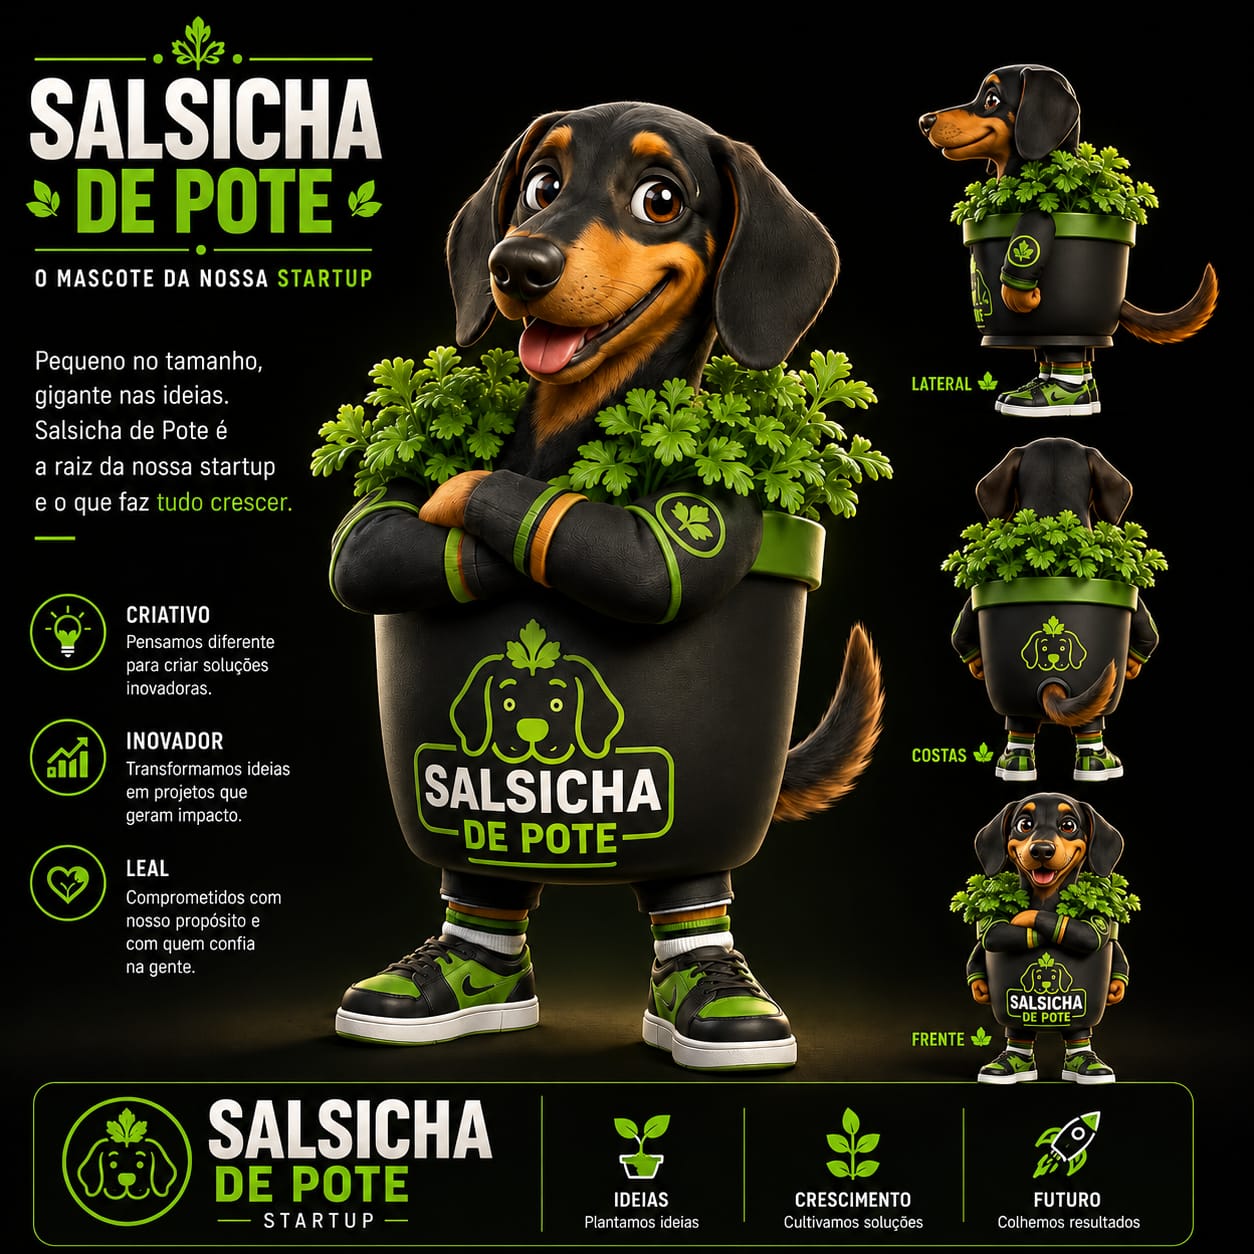 SALSICHA
DE POTE
O MASCOTE DA NOSSA STARTUP
Pequeno no tamanho,
gigante nas ideias.
Salsicha de Pote é
a raiz da nossa startup
e o que faz tudo crescer.
CRIATIVO
Pensamos diferente
para criar soluções
inovadoras.
INOVADOR
Transformamos ideias
em projetos que
geram impacto.
LEAL
Comprometidos com
nosso propósito e
com quem confia
na gente.
SALSICHA
DE POTE
LATERAL
COSTAS
SALSICHA
DE POTE
FRENTE
SALSICHA
DE POTE
STARTUP
IDEIAS
Plantamos ideias
CRESCIMENTO
Cultivamos soluções
FUTURO
Colhemos resultados